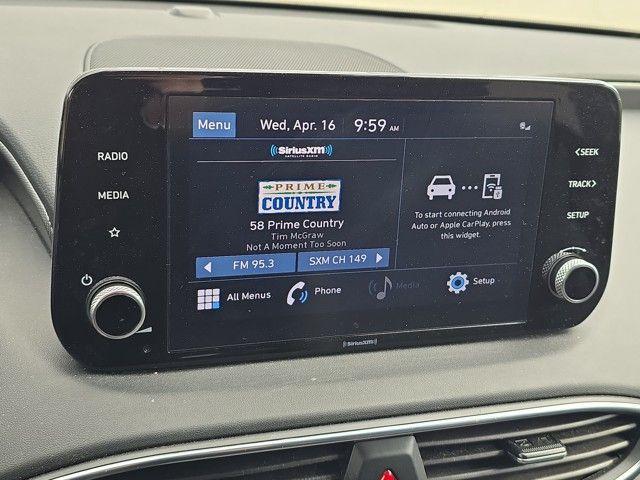 Menu
Wed, Apr. 16
9:59 AM
RADIO
MEDIA
SiriusXM
SATELLITE RADIO
PRIME
COUNTRY
58 Prime Country
Tim McGraw
Not A Moment Too Soon
FM 95.3
SXM CH 149
To start connecting Android
Auto or Apple CarPlay, press
this widget.
All Menus
Phone
Media
Setup
SEEK
TRACK
SETUP
SiriusXM